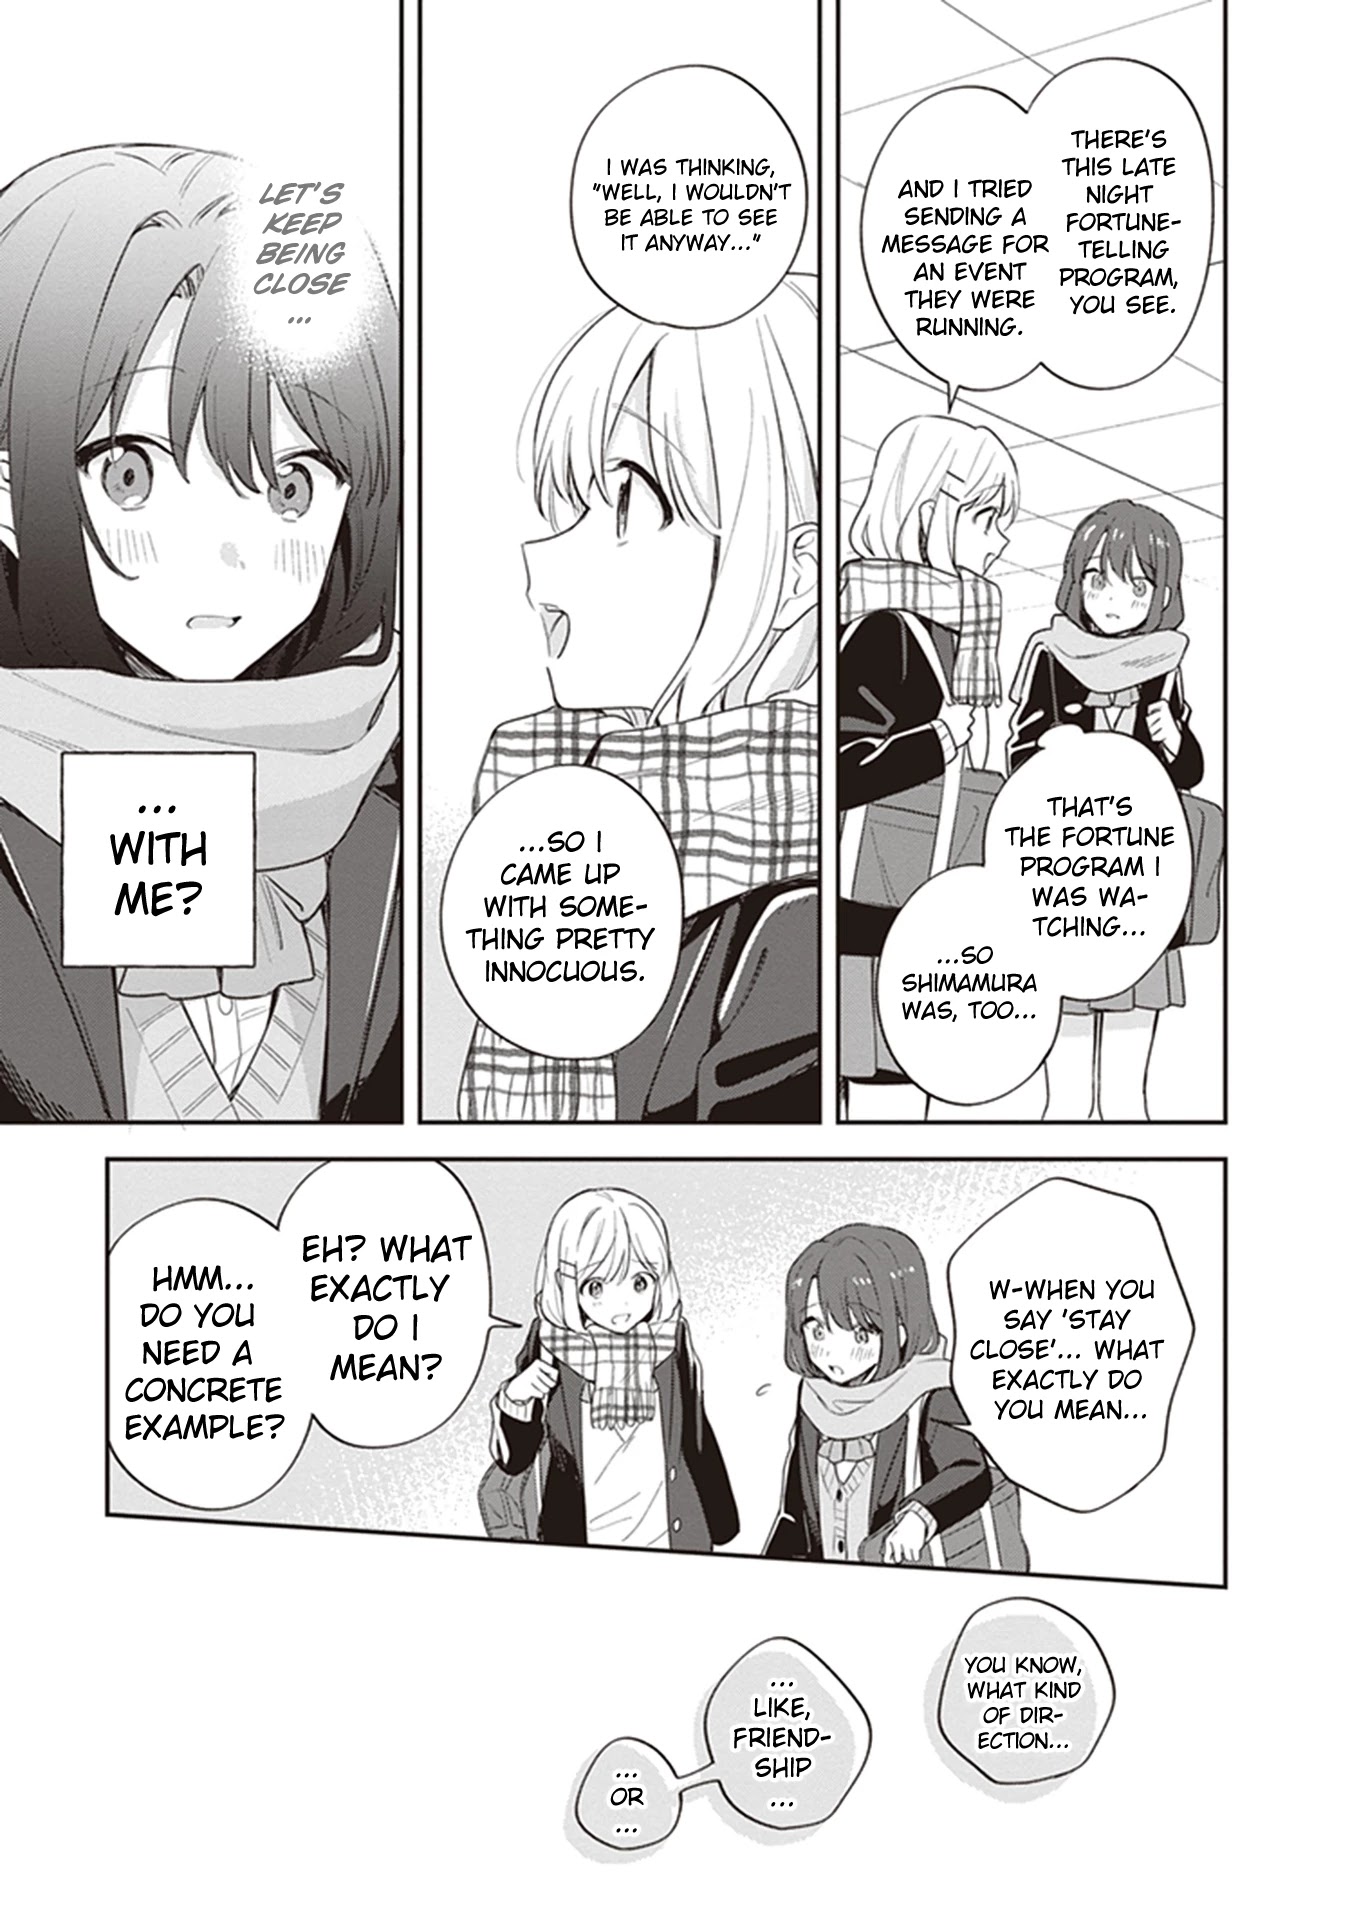 THERE'S
THIS LATE
NIGHT
FORTUNE-
TELLING
PROGRAM,
YOU SEE.
AND I TRIED
SENDING A
MESSAGE FOR
AN EVENT
THEY WERE
RUNNING.
THAT'S
THE FORTUNE
PROGRAM I
WAS WA-
TCHING...
...SO
SHIMAMURA
WAS, TOO...
I WAS THINKING,
"WELL, I WOULDN'T
BE ABLE TO SEE
IT ANYWAY..."
...SO I
CAME UP
WITH SOME-
THING PRETTY
INNOCUOUS.
LET'S
KEEP
BEING
CLOSE
...
...
WITH
ME?
W-WHEN YOU
SAY 'STAY
CLOSE'... WHAT
EXACTLY DO
YOU MEAN...
EH? WHAT
EXACTLY
DO I
MEAN?
HMM...
DO YOU
NEED A
CONCRETE
EXAMPLE?
YOU KNOW,
WHAT KIND
OF DIR-
ECTION...
...
LIKE,
FRIEND-
SHIP
...
...
OR
...